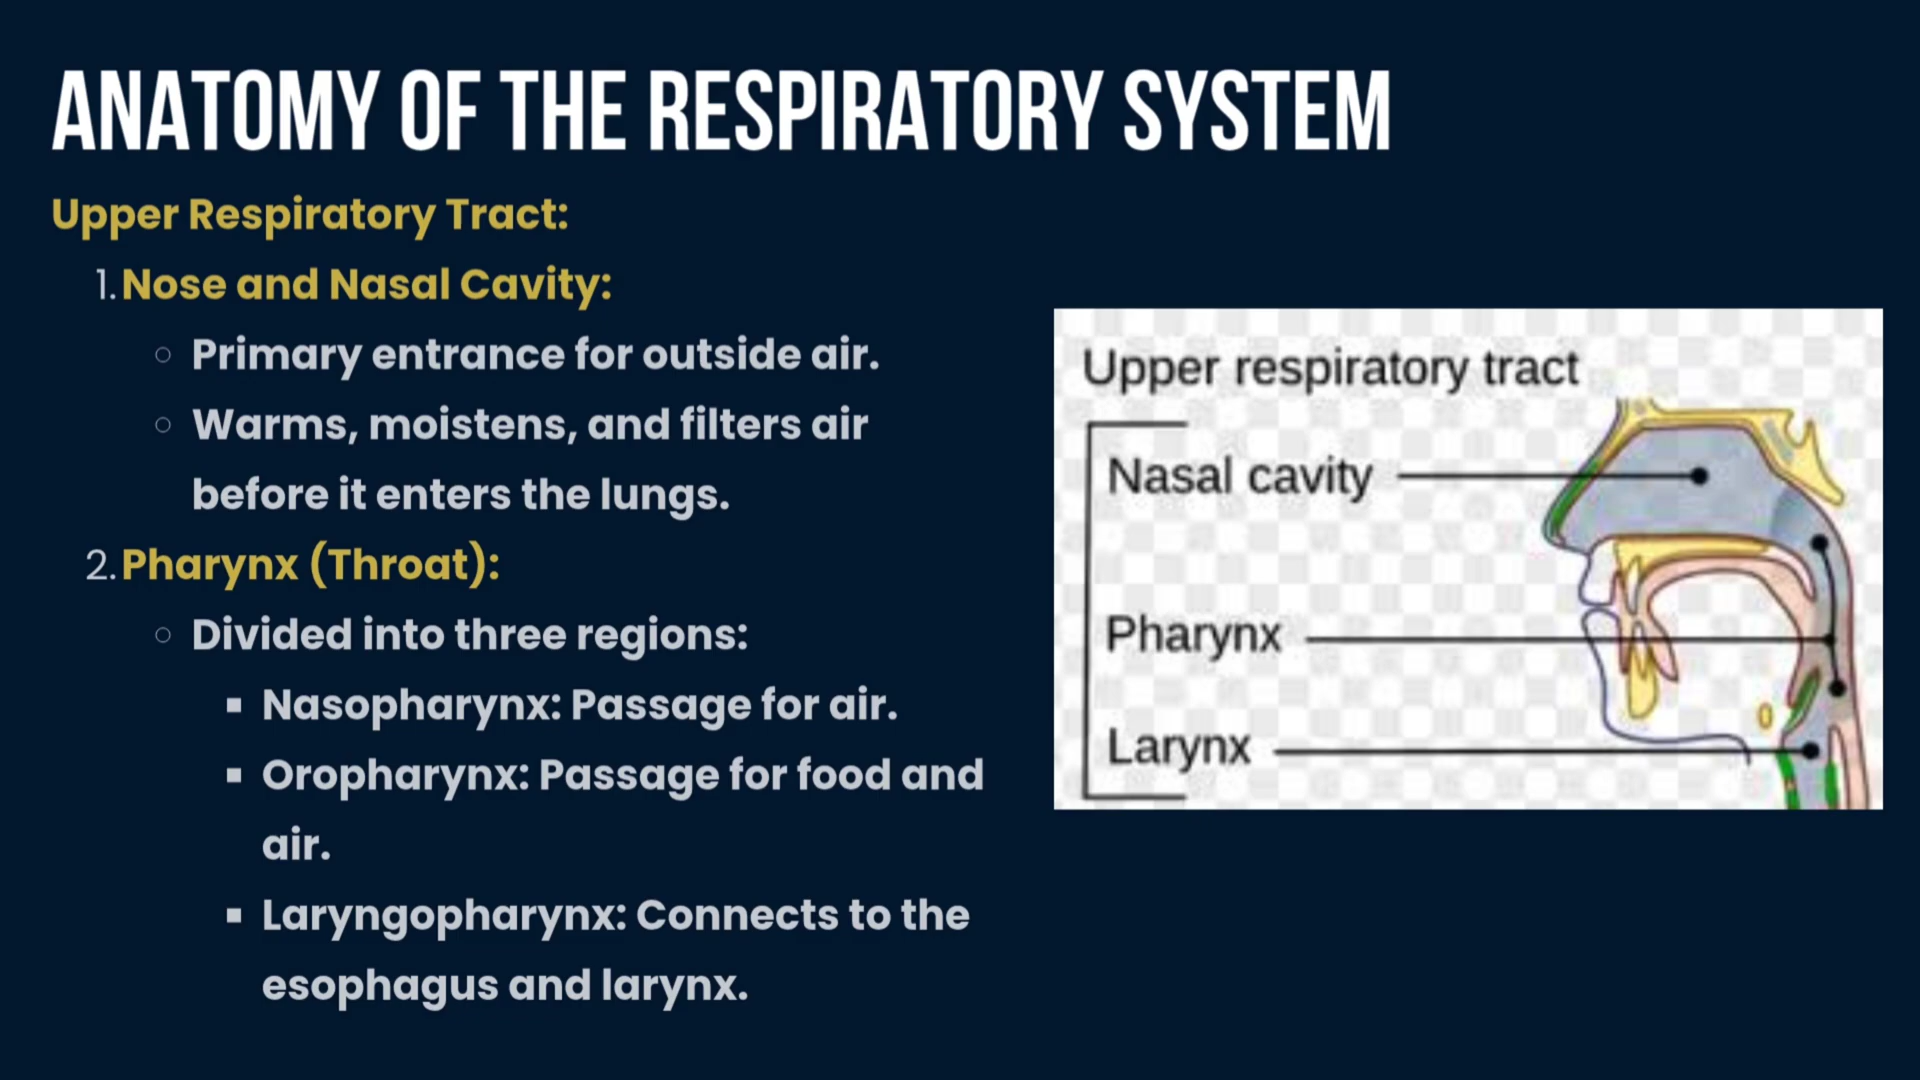 ANATOMY OF THE RESPIRATORY SYSTEM
Upper Respiratory Tract:
1. Nose and Nasal Cavity:
○ Primary entrance for outside air.
○ Warms, moistens, and filters air
before it enters the lungs.
2. Pharynx (Throat):
○ Divided into three regions:
▪ Nasopharynx: Passage for air.
▪ Oropharynx: Passage for food and
air.
▪ Laryngopharynx: Connects to the
esophagus and larynx.
Upper respiratory tract
Nasal cavity
Pharynx
Larynx